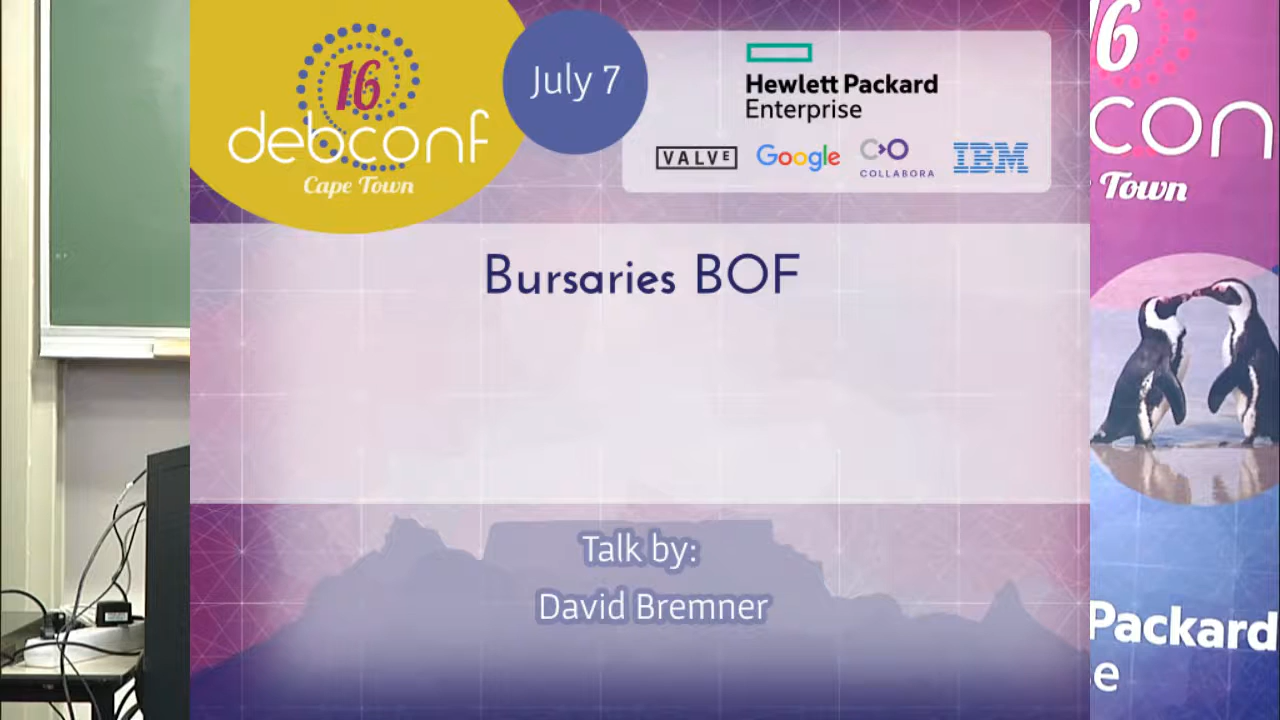 16
debconf
Cape Town
July 7
Hewlett Packard
Enterprise
VALVE
Google
COLLABORA
IBM
Bursaries BOF
Talk by:
David Bremner
16
con
Town
Packard
e